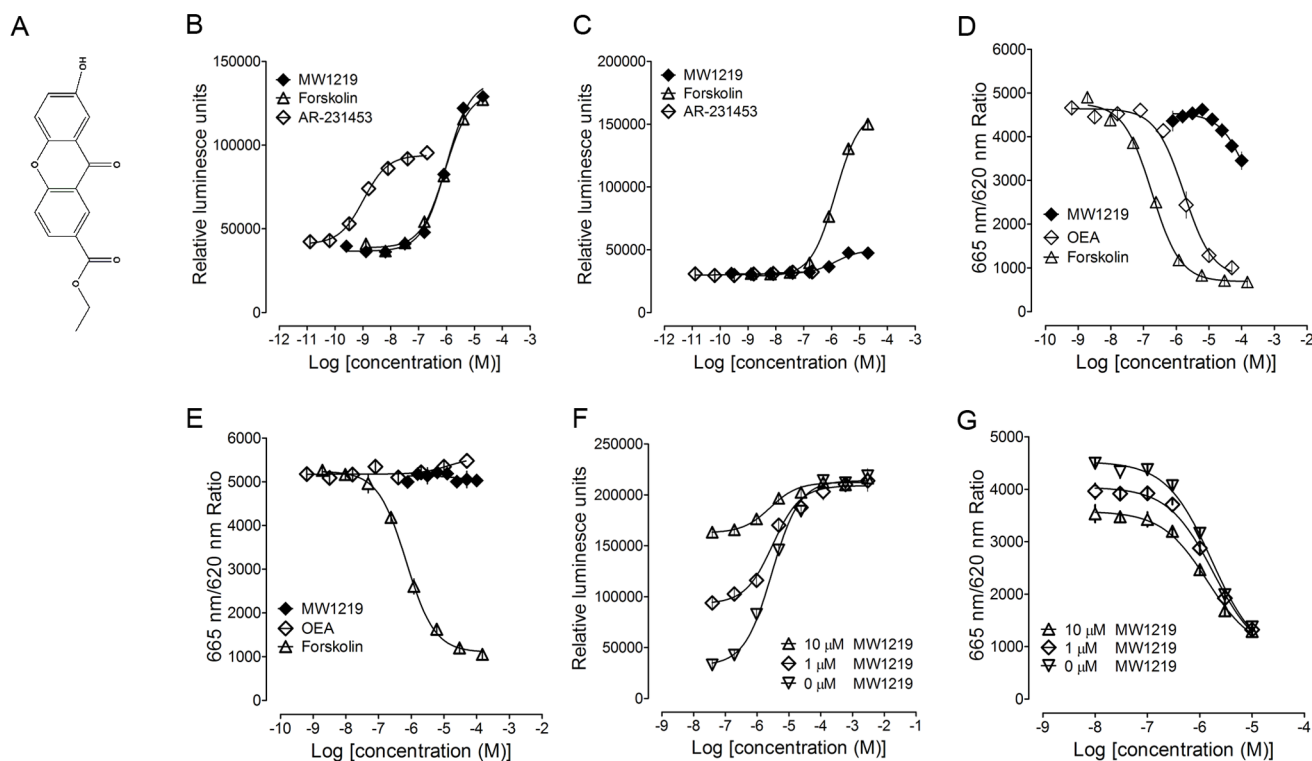 A
HO
O
O
O
O
B
Relative luminesce units
150000
100000
50000
0
MW1219
Forskolin
AR-231453
-12 -11 -10 -9 -8 -7 -6 -5 -4 -3
Log [concentration (M)]
C
Relative luminesce units
200000
150000
100000
50000
0
MW1219
Forskolin
AR-231453
-12 -11 -10 -9 -8 -7 -6 -5 -4 -3
Log [concentration (M)]
D
665 nm/620 nm Ratio
6000
5000
4000
3000
2000
1000
0
MW1219
OEA
Forskolin
-10 -9 -8 -7 -6 -5 -4 -3 -2
Log [concentration (M)]
E
665 nm/620 nm Ratio
6000
5000
4000
3000
2000
1000
0
MW1219
OEA
Forskolin
-10 -9 -8 -7 -6 -5 -4 -3 -2
Log [concentration (M)]
F
Relative luminesce units
250000
200000
150000
100000
50000
0
10 μM MW1219
1 μM MW1219
0 μM MW1219
-9 -8 -7 -6 -5 -4 -3 -2 -1
Log [concentration (M)]
G
665 nm/620 nm Ratio
5000
4000
3000
2000
1000
0
10 μM MW1219
1 μM MW1219
0 μM MW1219
-9 -8 -7 -6 -5 -4
Log [concentration (M)]